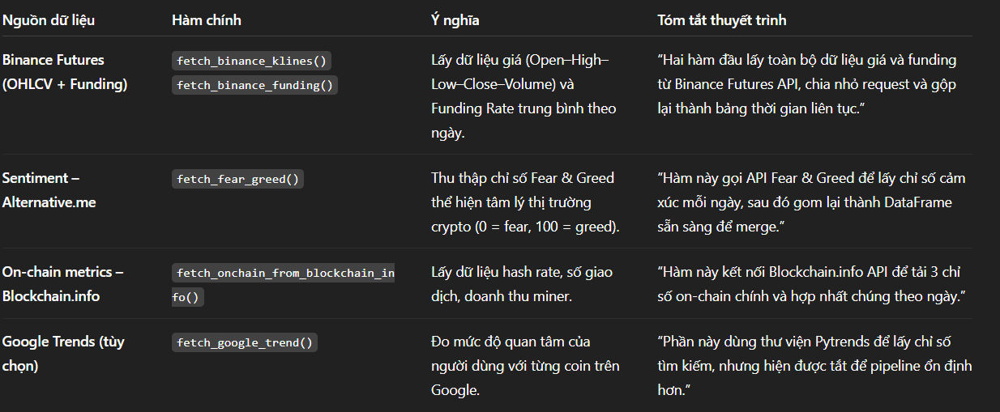 Nguồn dữ liệu Hàm chính Ý nghĩa Tóm tắt thuyết trình
Binance Futures
(OHLCV + Funding)
fetch_binance_klines()
fetch_binance_funding()
Lấy dữ liệu giá (Open–High–
Low–Close–Volume) và
Funding Rate trung bình theo
ngày.
“Hai hàm đầu lấy toàn bộ dữ liệu giá và funding
từ Binance Futures API, chia nhỏ request và gộp
lại thành bảng thời gian liên tục.”
Sentiment –
Alternative.me
fetch_fear_greed()
Thu thập chỉ số Fear & Greed
thể hiện tâm lý thị trường
crypto (0 = fear, 100 = greed).
“Hàm này gọi API Fear & Greed để lấy chỉ số cảm
xúc mỗi ngày, sau đó gom lại thành DataFrame
sẵn sàng để merge.”
On-chain metrics –
Blockchain.info
fetch_onchain_from_blockchain_in
fo()
Lấy dữ liệu hash rate, số giao
dịch, doanh thu miner.
“Hàm này kết nối Blockchain.info API để tải 3 chỉ
số on-chain chính và hợp nhất chúng theo ngày.”
Google Trends (tùy
chọn)
fetch_google_trend()
Đo mức độ quan tâm của
người dùng với từng coin trên
Google.
“Phần này dùng thư viện Pytrends để lấy chỉ số
tìm kiếm, nhưng hiện được tắt để pipeline ổn định
hơn.”